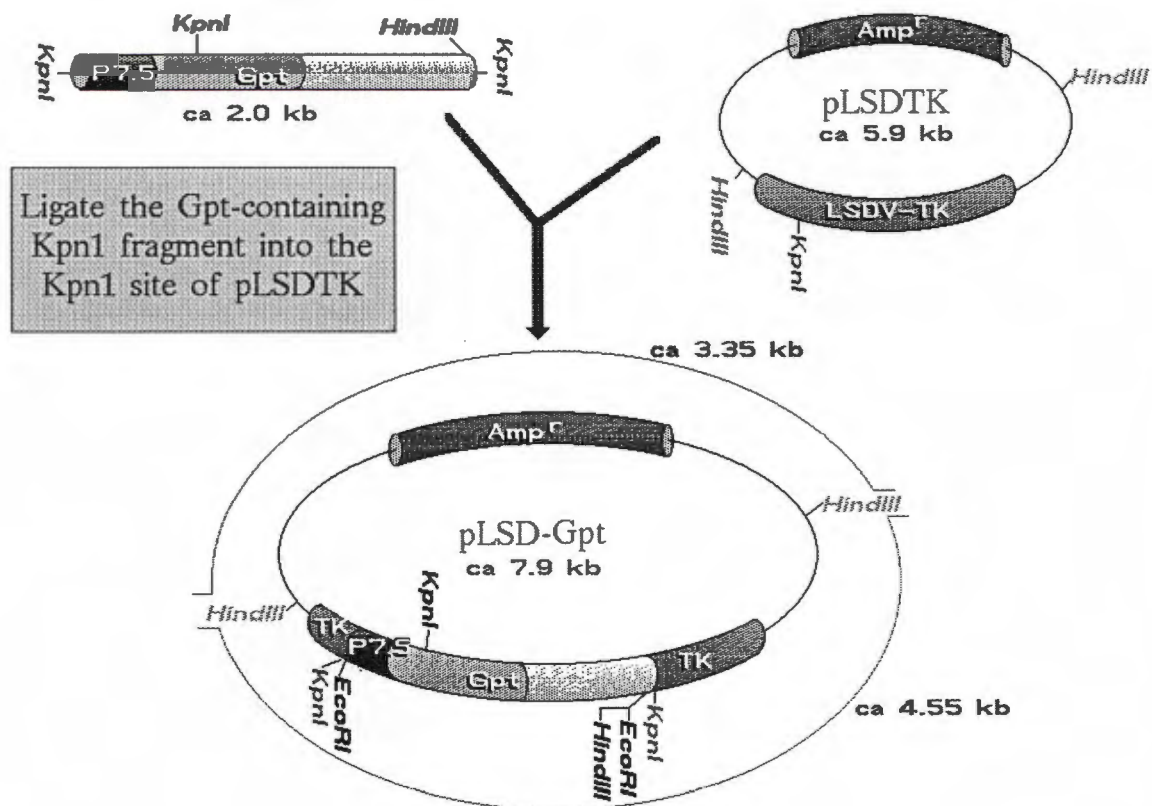 KpnI
KpnI
HindIII
KpnI
P7.5
Gpt
ca 2.0 kb
Amp r
HindIII
pLSDTK
ca 5.9 kb
HindIII
LSDV-TK
KpnI
Ligate the Gpt-containing
Kpn1 fragment into the
Kpn1 site of pLSDTK
ca 3.35 kb
Amp r
HindIII
pLSD-Gpt
ca 7.9 kb
KpnI
HindIII
TK
P7.5
Gpt
TK
KpnI
EcoRI
HindIII
EcoRI
KpnI
ca 4.55 kb